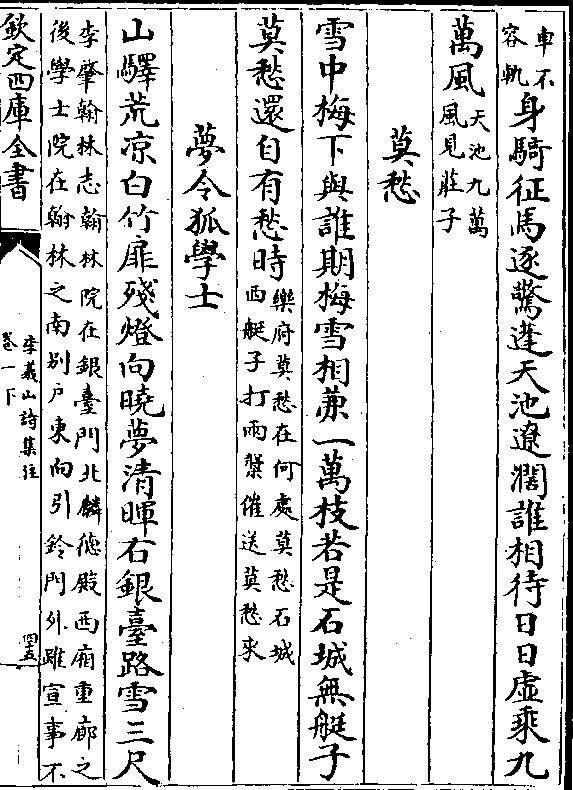 車不
容軌
身騎征馬逐驚蓬天池遼濶誰相待日日虛乘九
萬風
天池九萬
風見莊子
莫愁
雪中梅下與誰期梅雪相兼一萬枝若是石城無艇子
莫愁還自有愁時
樂府莫愁在何處莫愁石城
西艇子打兩槳催送莫愁來
夢令狐學士
山驛荒凉白竹扉殘燈向曉夢清暉右銀臺路雪三尺
李肇翰林志翰林院在銀臺門北麟德殿西廂重廊之
後學士院在翰林之南别戶東向引鈴門外雖宣事不
欽定四庫全書
李義山詩集注
卷一下
四五